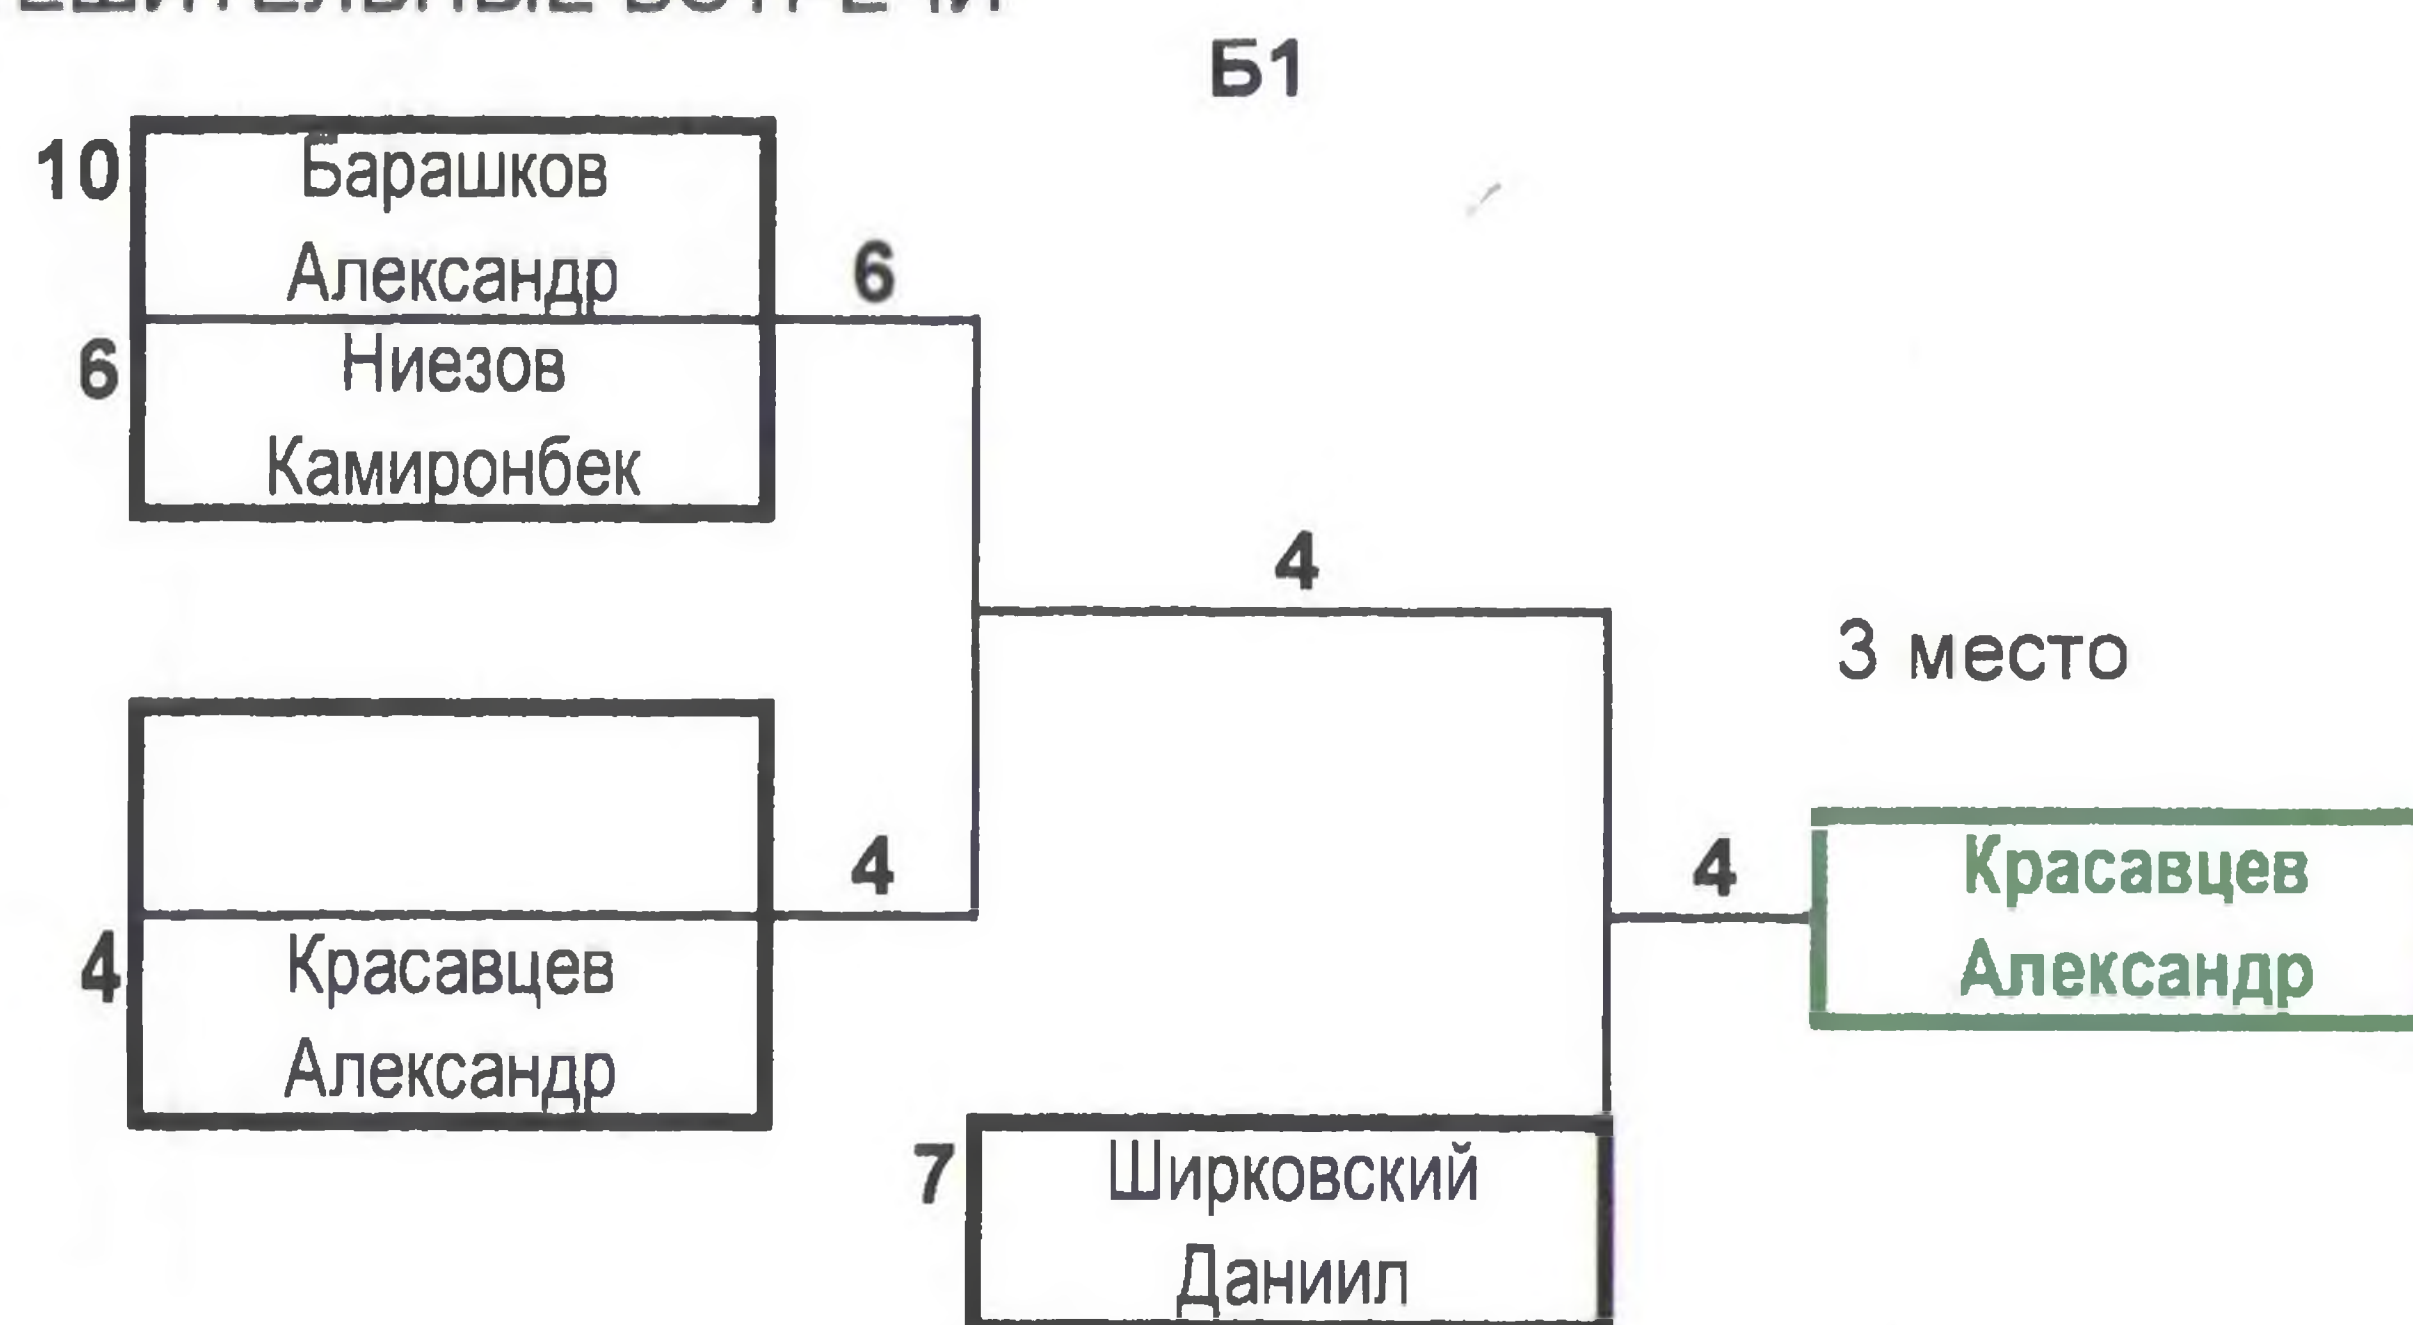 ВСТРЕЧИ
Б1
10
Барашков
Александр
6
6
Ниезов
Камиронбек
4
3 место
4
4
Красавцев
Александр
4
Красавцев
Александр
7
Ширковский
Даниил